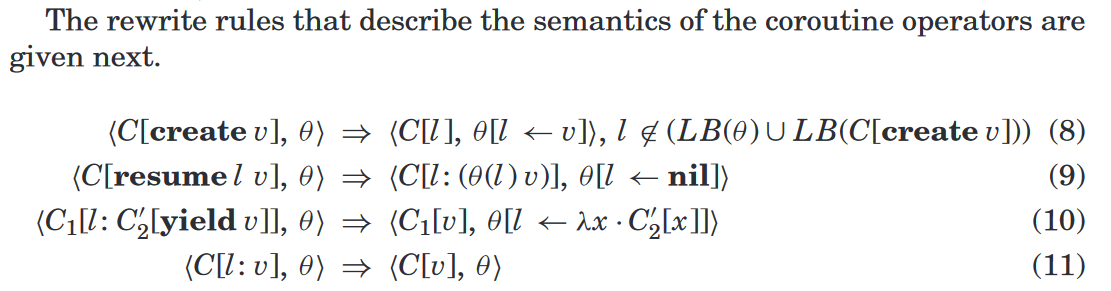 The rewrite rules that describe the semantics of the coroutine operators are
given next.
⟨C[create v], θ⟩ ⇒ ⟨C[l], θ[l ← v]⟩, l ∉ (LB(θ) ∪ LB(C[create v])) (8)
⟨C[resume l v], θ⟩ ⇒ ⟨C[l: (θ(l) v)], θ[l ← nil]⟩ (9)
⟨C₁[l: C′₂[yield v]], θ⟩ ⇒ ⟨C₁[v], θ[l ← λx · C′₂[x]]⟩ (10)
⟨C[l: v], θ⟩ ⇒ ⟨C[v], θ⟩ (11)